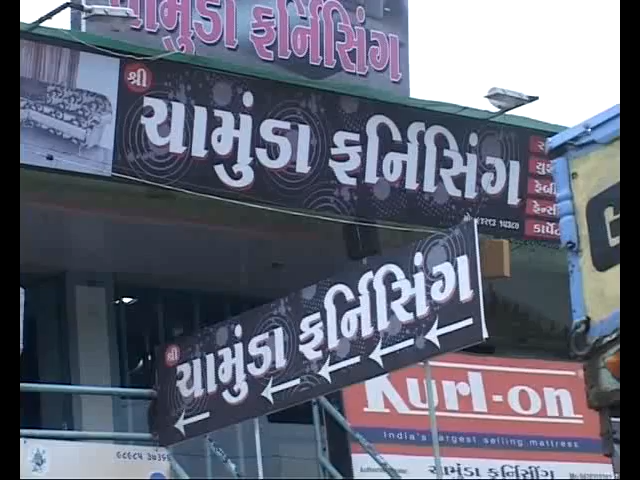 ચામુંડા ફર્નિસિંગ
શ્રી
ચામુંડા ફર્નિસિંગ
શ્રી
ચામુંડા ફર્નિસિંગ
Kurl-on
India's largest selling mattress
ચામુંડા ફર્નિસીંગ